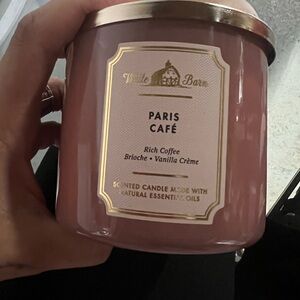 White Barn
PARIS
CAFÉ
Rich Coffee
Brioche • Vanilla Crème
SCENTED CANDLE MADE WITH
NATURAL ESSENTIAL OILS